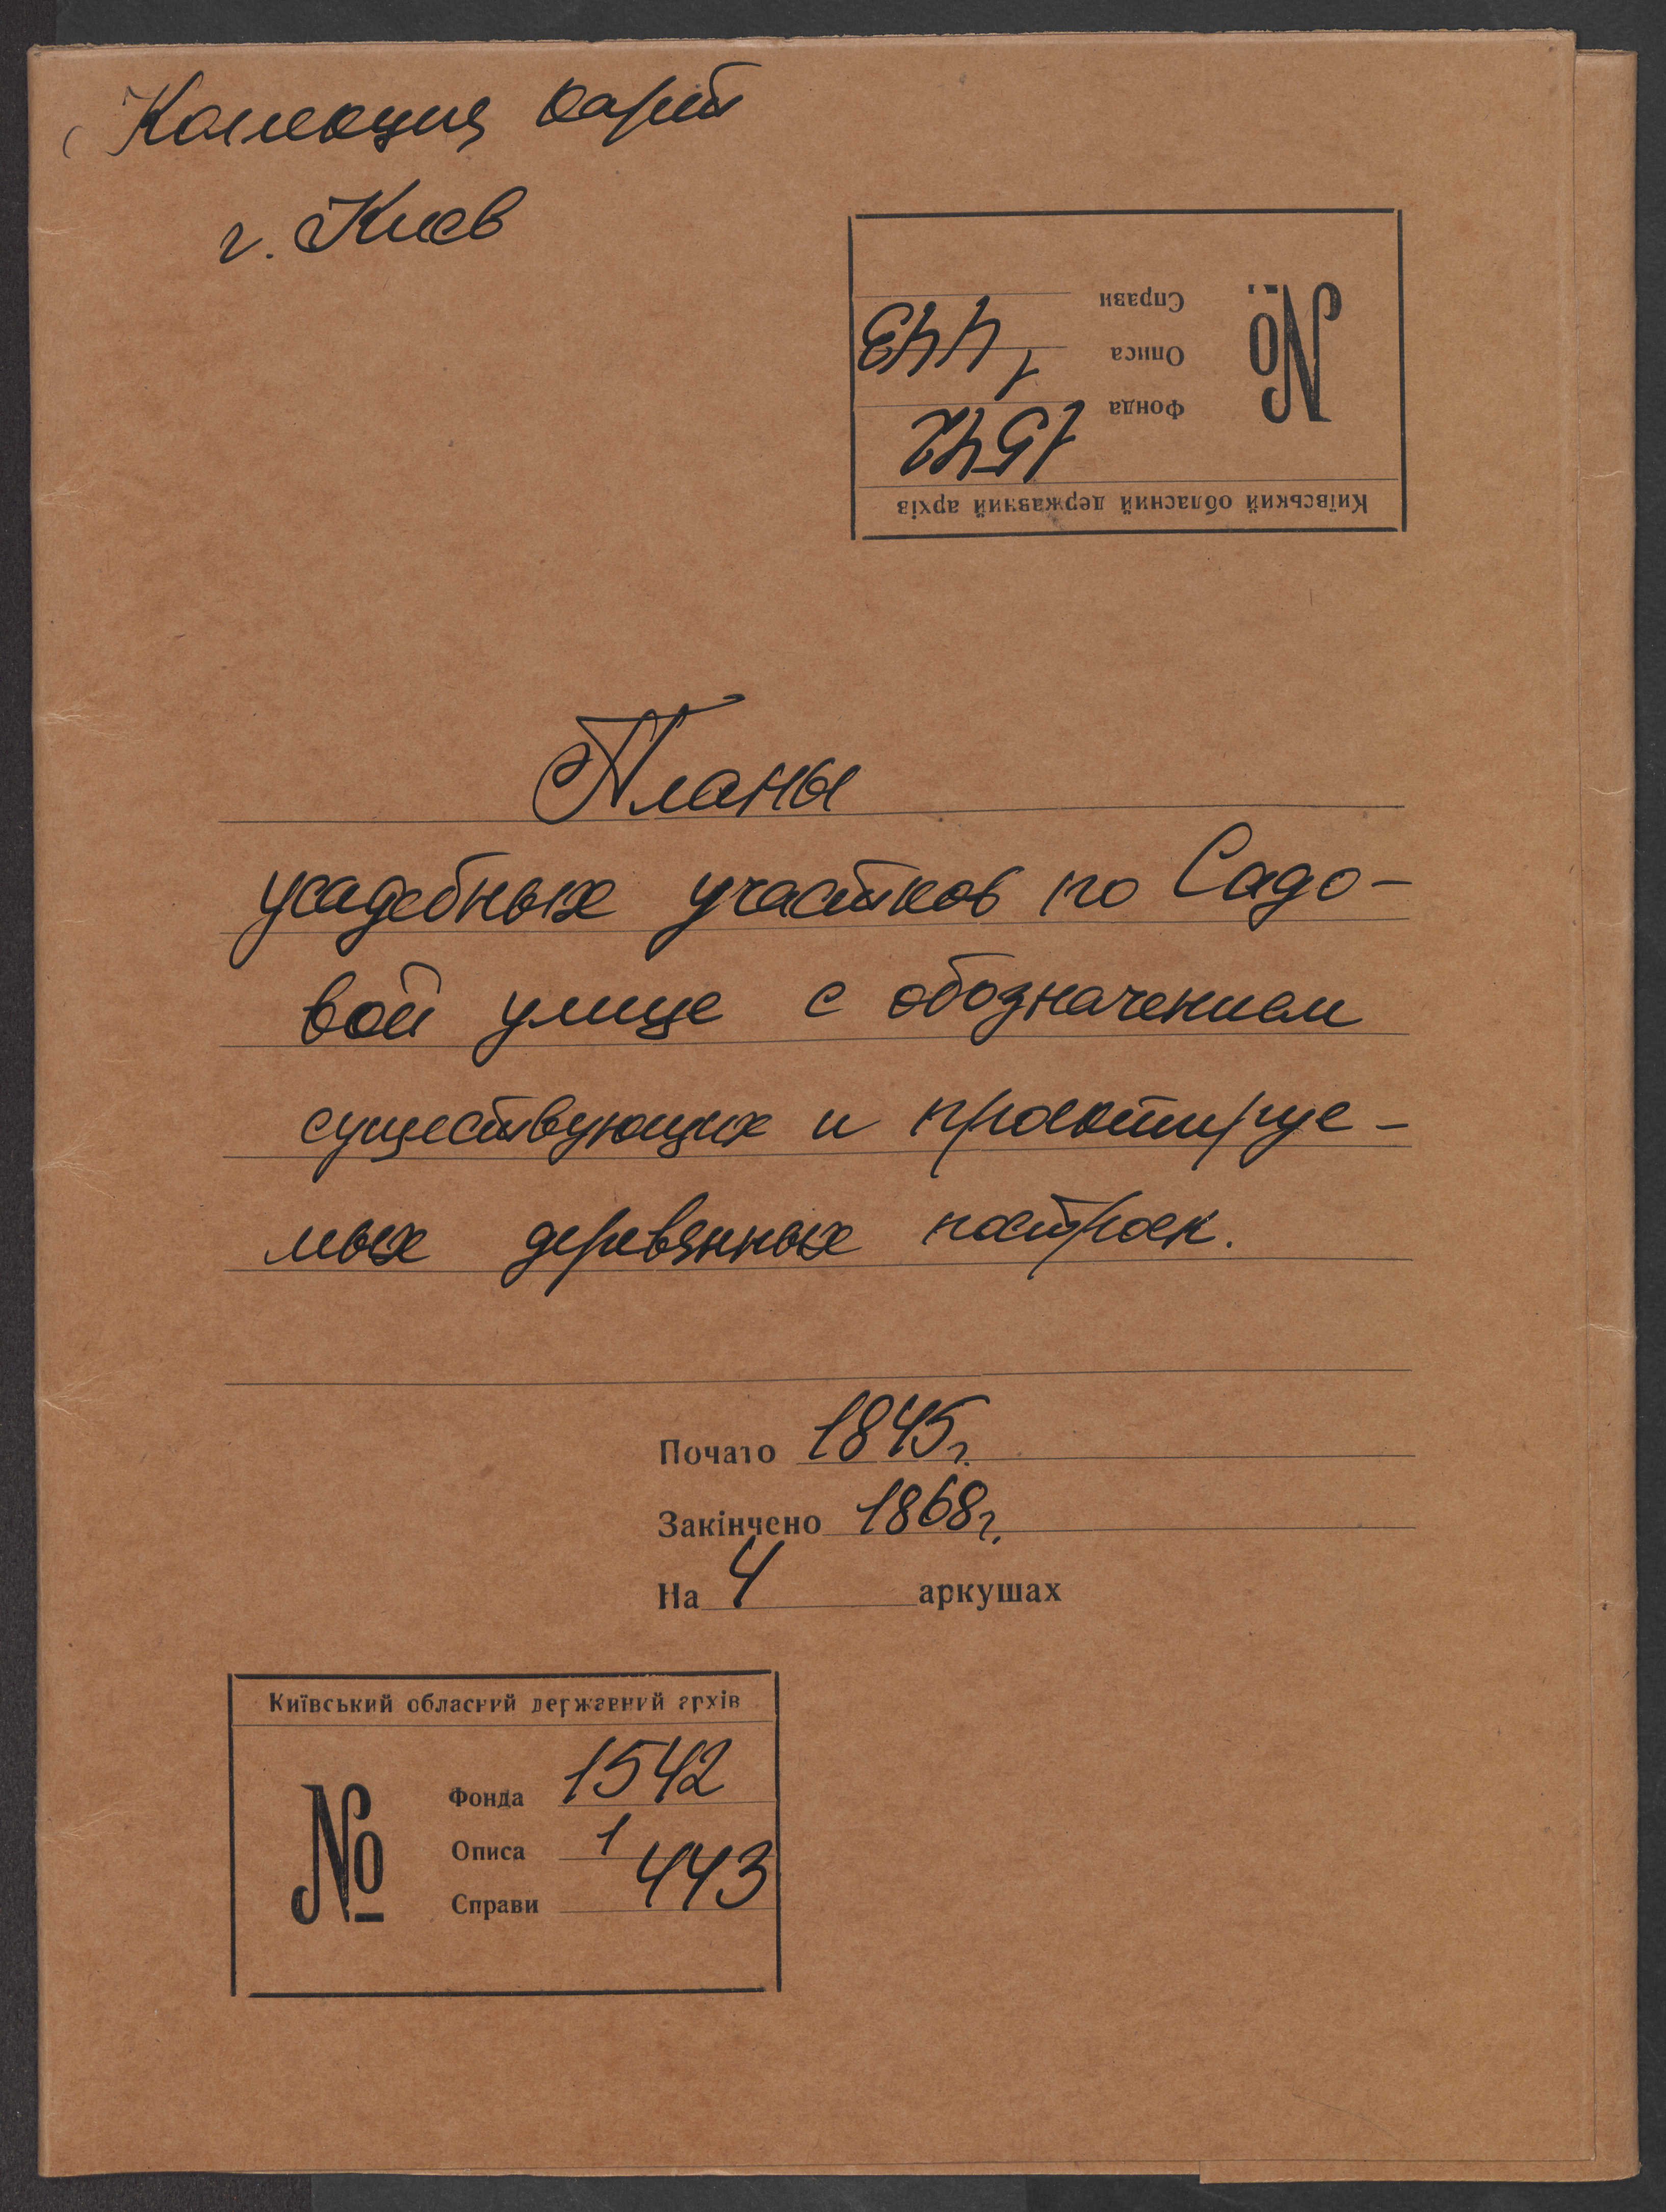 Коллекция карт
г. Киев
Київський обласний державний архів
№
Фонда 1542
Описа 1
Справи 443
Планы
усадебных участков по Садо-
вой улице с обозначением
существующих и проектируе-
мых деревянных построек.
Почато 1845 г.
Закінчено 1868 г.
На 4 аркушах
Київський обласний державний архів
№
Фонда 1542
Описа 1
Справи 443